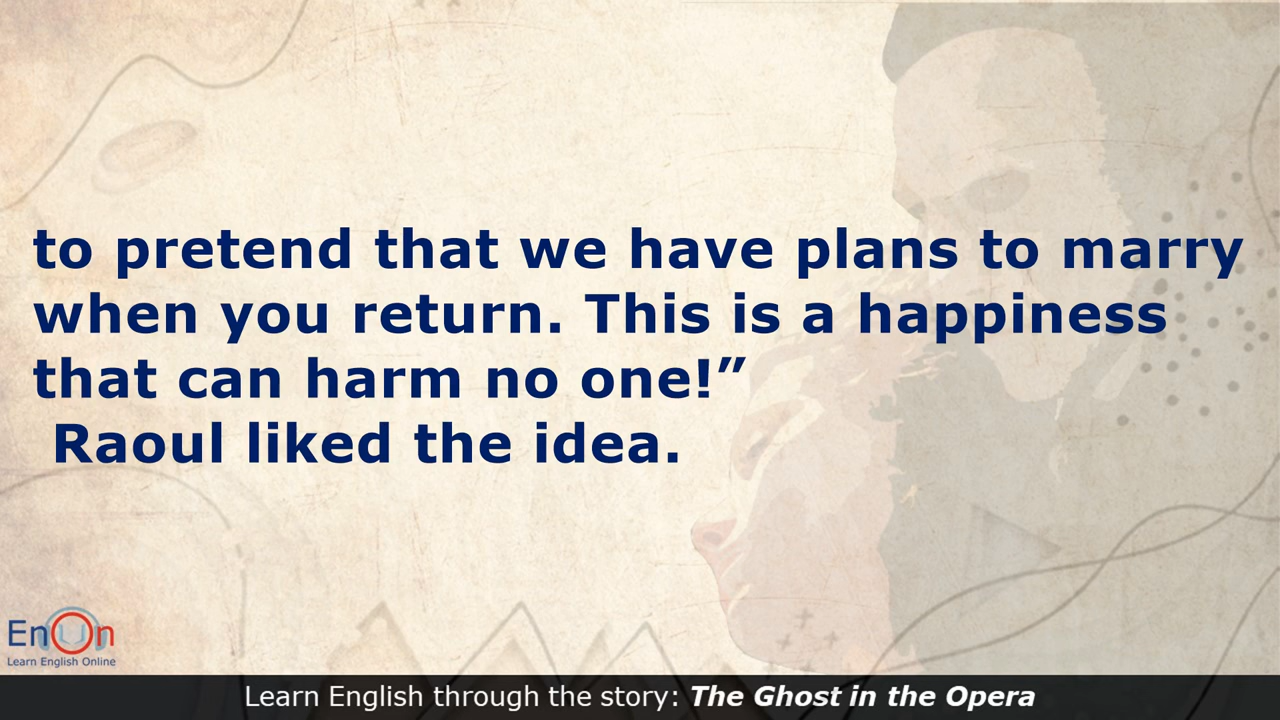 to pretend that we have plans to marry
when you return. This is a happiness
that can harm no one!”
Raoul liked the idea.
EnOn
Learn English Online
Learn English through the story: The Ghost in the Opera